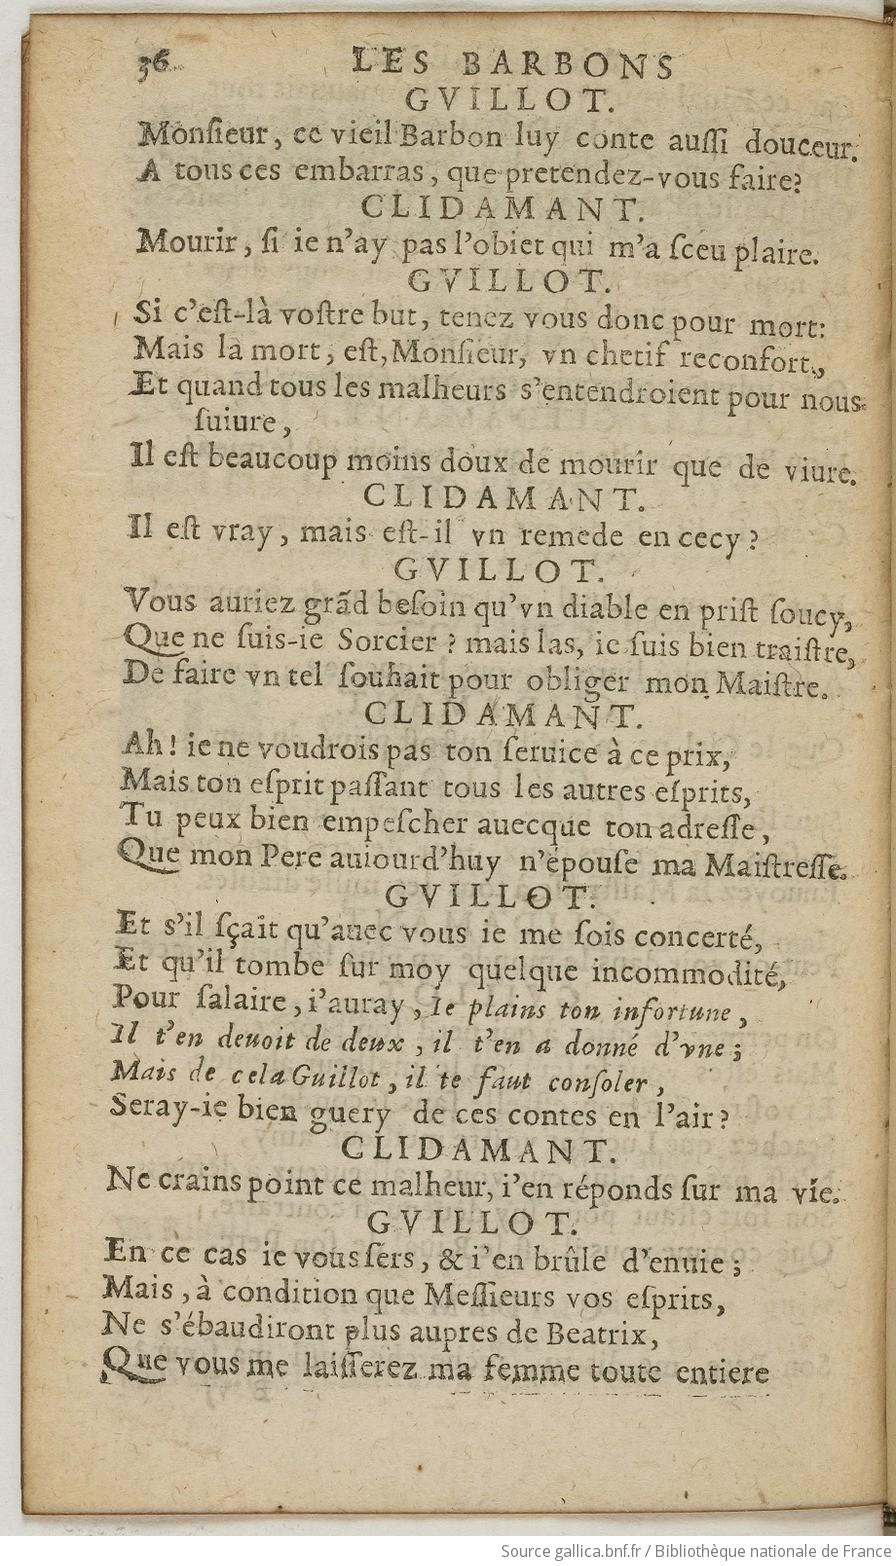 36 LES BARBONS
GVILLOT.
Monſieur, ce vieil Barbon luy conte auſſi douceur.
A tous ces embarras, que pretendez-vous faire?
CLIDAMANT.
Mourir, ſi ie n'ay pas l'obiet qui m'a ſceu plaire.
GVILLOT.
Si c'eſt-là voſtre but, tenez vous donc pour mort:
Mais la mort, eſt, Monſieur, vn chetif reconfort,
Et quand tous les malheurs s'entendroient pour nous
ſuiure,
Il eſt beaucoup moins doux de mourir que de viure.
CLIDAMANT.
Il eſt vray, mais eſt-il vn remede en cecy?
GVILLOT.
Vous auriez grãd beſoin qu'vn diable en priſt ſoucy,
Que ne ſuis-ie Sorcier? mais las, ie ſuis bien traiſtre,
De faire vn tel ſouhait pour obliger mon Maiſtre.
CLIDAMANT.
Ah! ie ne voudrois pas ton ſeruice à ce prix,
Mais ton eſprit paſſant tous les autres eſprits,
Tu peux bien empeſcher auecque ton adreſſe,
Que mon Pere auiourd'huy n'épouſe ma Maiſtreſſe.
GVILLOT.
Et s'il ſçait qu'auec vous ie me ſois concerté,
Et qu'il tombe ſur moy quelque incommodité,
Pour ſalaire, i'auray, Ie plains ton infortune,
Il t'en deuoit de deux, il t'en a donné d'vne;
Mais de cela Guillot, il te faut conſoler,
Seray-ie bien guery de ces contes en l'air?
CLIDAMANT.
Ne crains point ce malheur, i'en réponds ſur ma vie.
GVILLOT.
En ce cas ie vous ſers, & i'en brûle d'enuie;
Mais, à condition que Meſſieurs vos eſprits,
Ne s'ébaudiront plus aupres de Beatrix,
Que vous me laiſſerez ma femme toute entiere
Source gallica.bnf.fr / Bibliothèque nationale de France